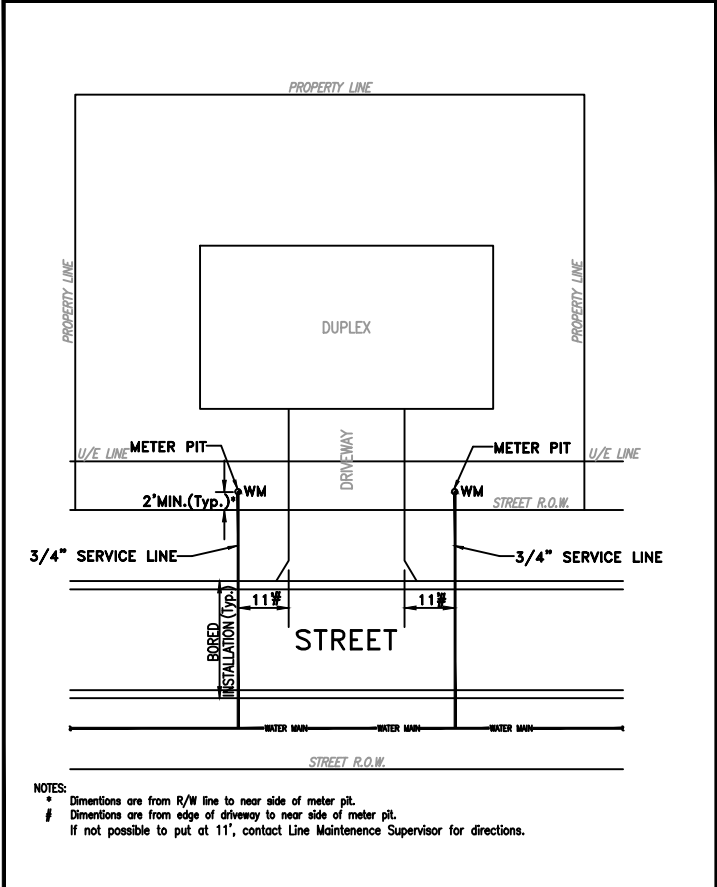 PROPERTY LINE
PROPERTY LINE
PROPERTY LINE
DUPLEX
DRIVEWAY
METER PIT
METER PIT
U/E LINE
U/E LINE
WM
WM
2'MIN.(Typ.)*
STREET R.O.W.
3/4" SERVICE LINE
3/4" SERVICE LINE
11'#
11'#
BORED
INSTALLATION (Typ.)
STREET
WATER MAIN
WATER MAIN
WATER MAIN
STREET R.O.W.
NOTES:
* Dimentions are from R/W line to near side of meter pit.
# Dimentions are from edge of driveway to near side of meter pit.
If not possible to put at 11', contact Line Maintenence Supervisor for directions.